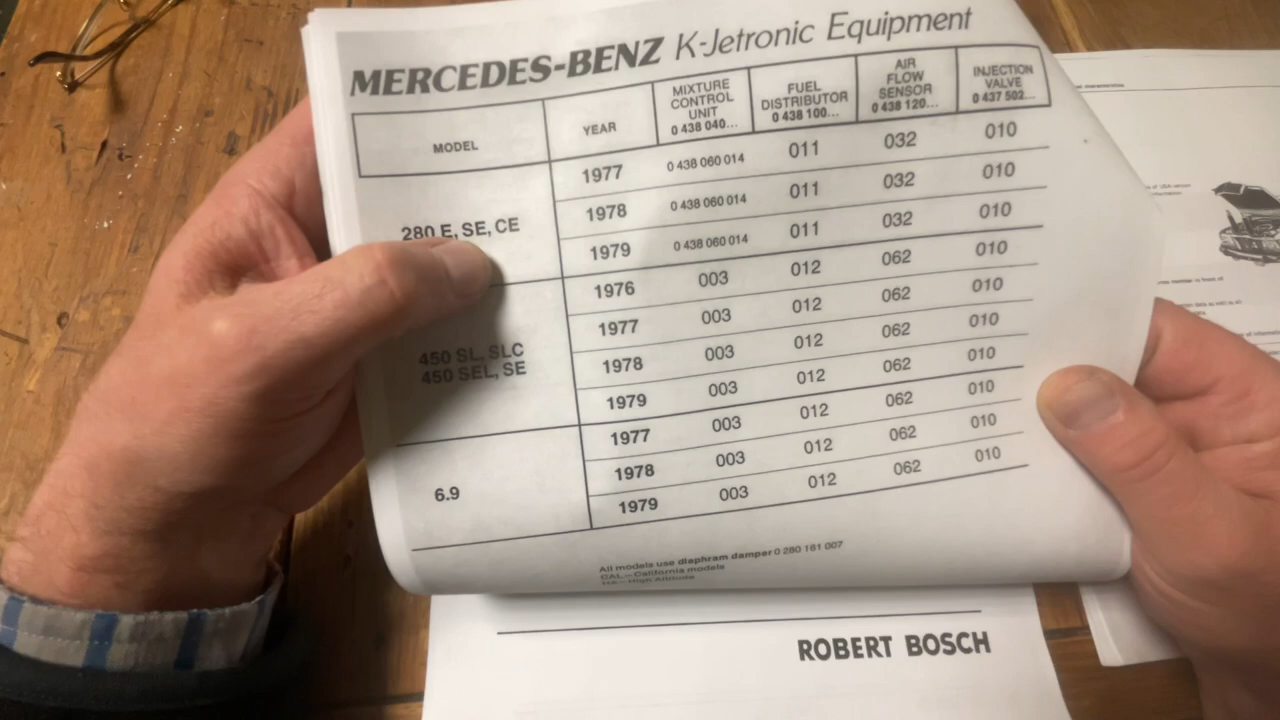 MERCEDES-BENZ K-Jetronic Equipment
MODEL YEAR MIXTURE CONTROL UNIT 0 438 040... FUEL DISTRIBUTOR 0 438 100... AIR FLOW SENSOR 0 438 120... INJECTION VALVE 0 437 502...
280 E, SE, CE
1977 0 438 060 014 011 032 010
1978 0 438 060 014 011 032 010
1979 0 438 060 014 011 032 010
450 SL, SLC
450 SEL, SE
1976 003 012 062 010
1977 003 012 062 010
1978 003 012 062 010
1979 003 012 062 010
6.9
1977 003 012 062 010
1978 003 012 062 010
1979 003 012 062 010
All models use diaphram damper 0 280 161 007
CAL—California models
HA—High Altitude
ROBERT BOSCH